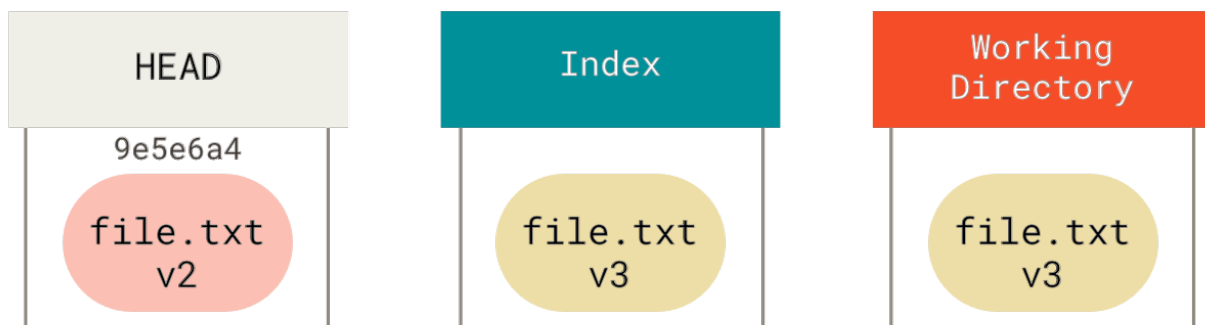 HEAD
Index
Working
Directory
9e5e6a4
file.txt
v2
file.txt
v3
file.txt
v3